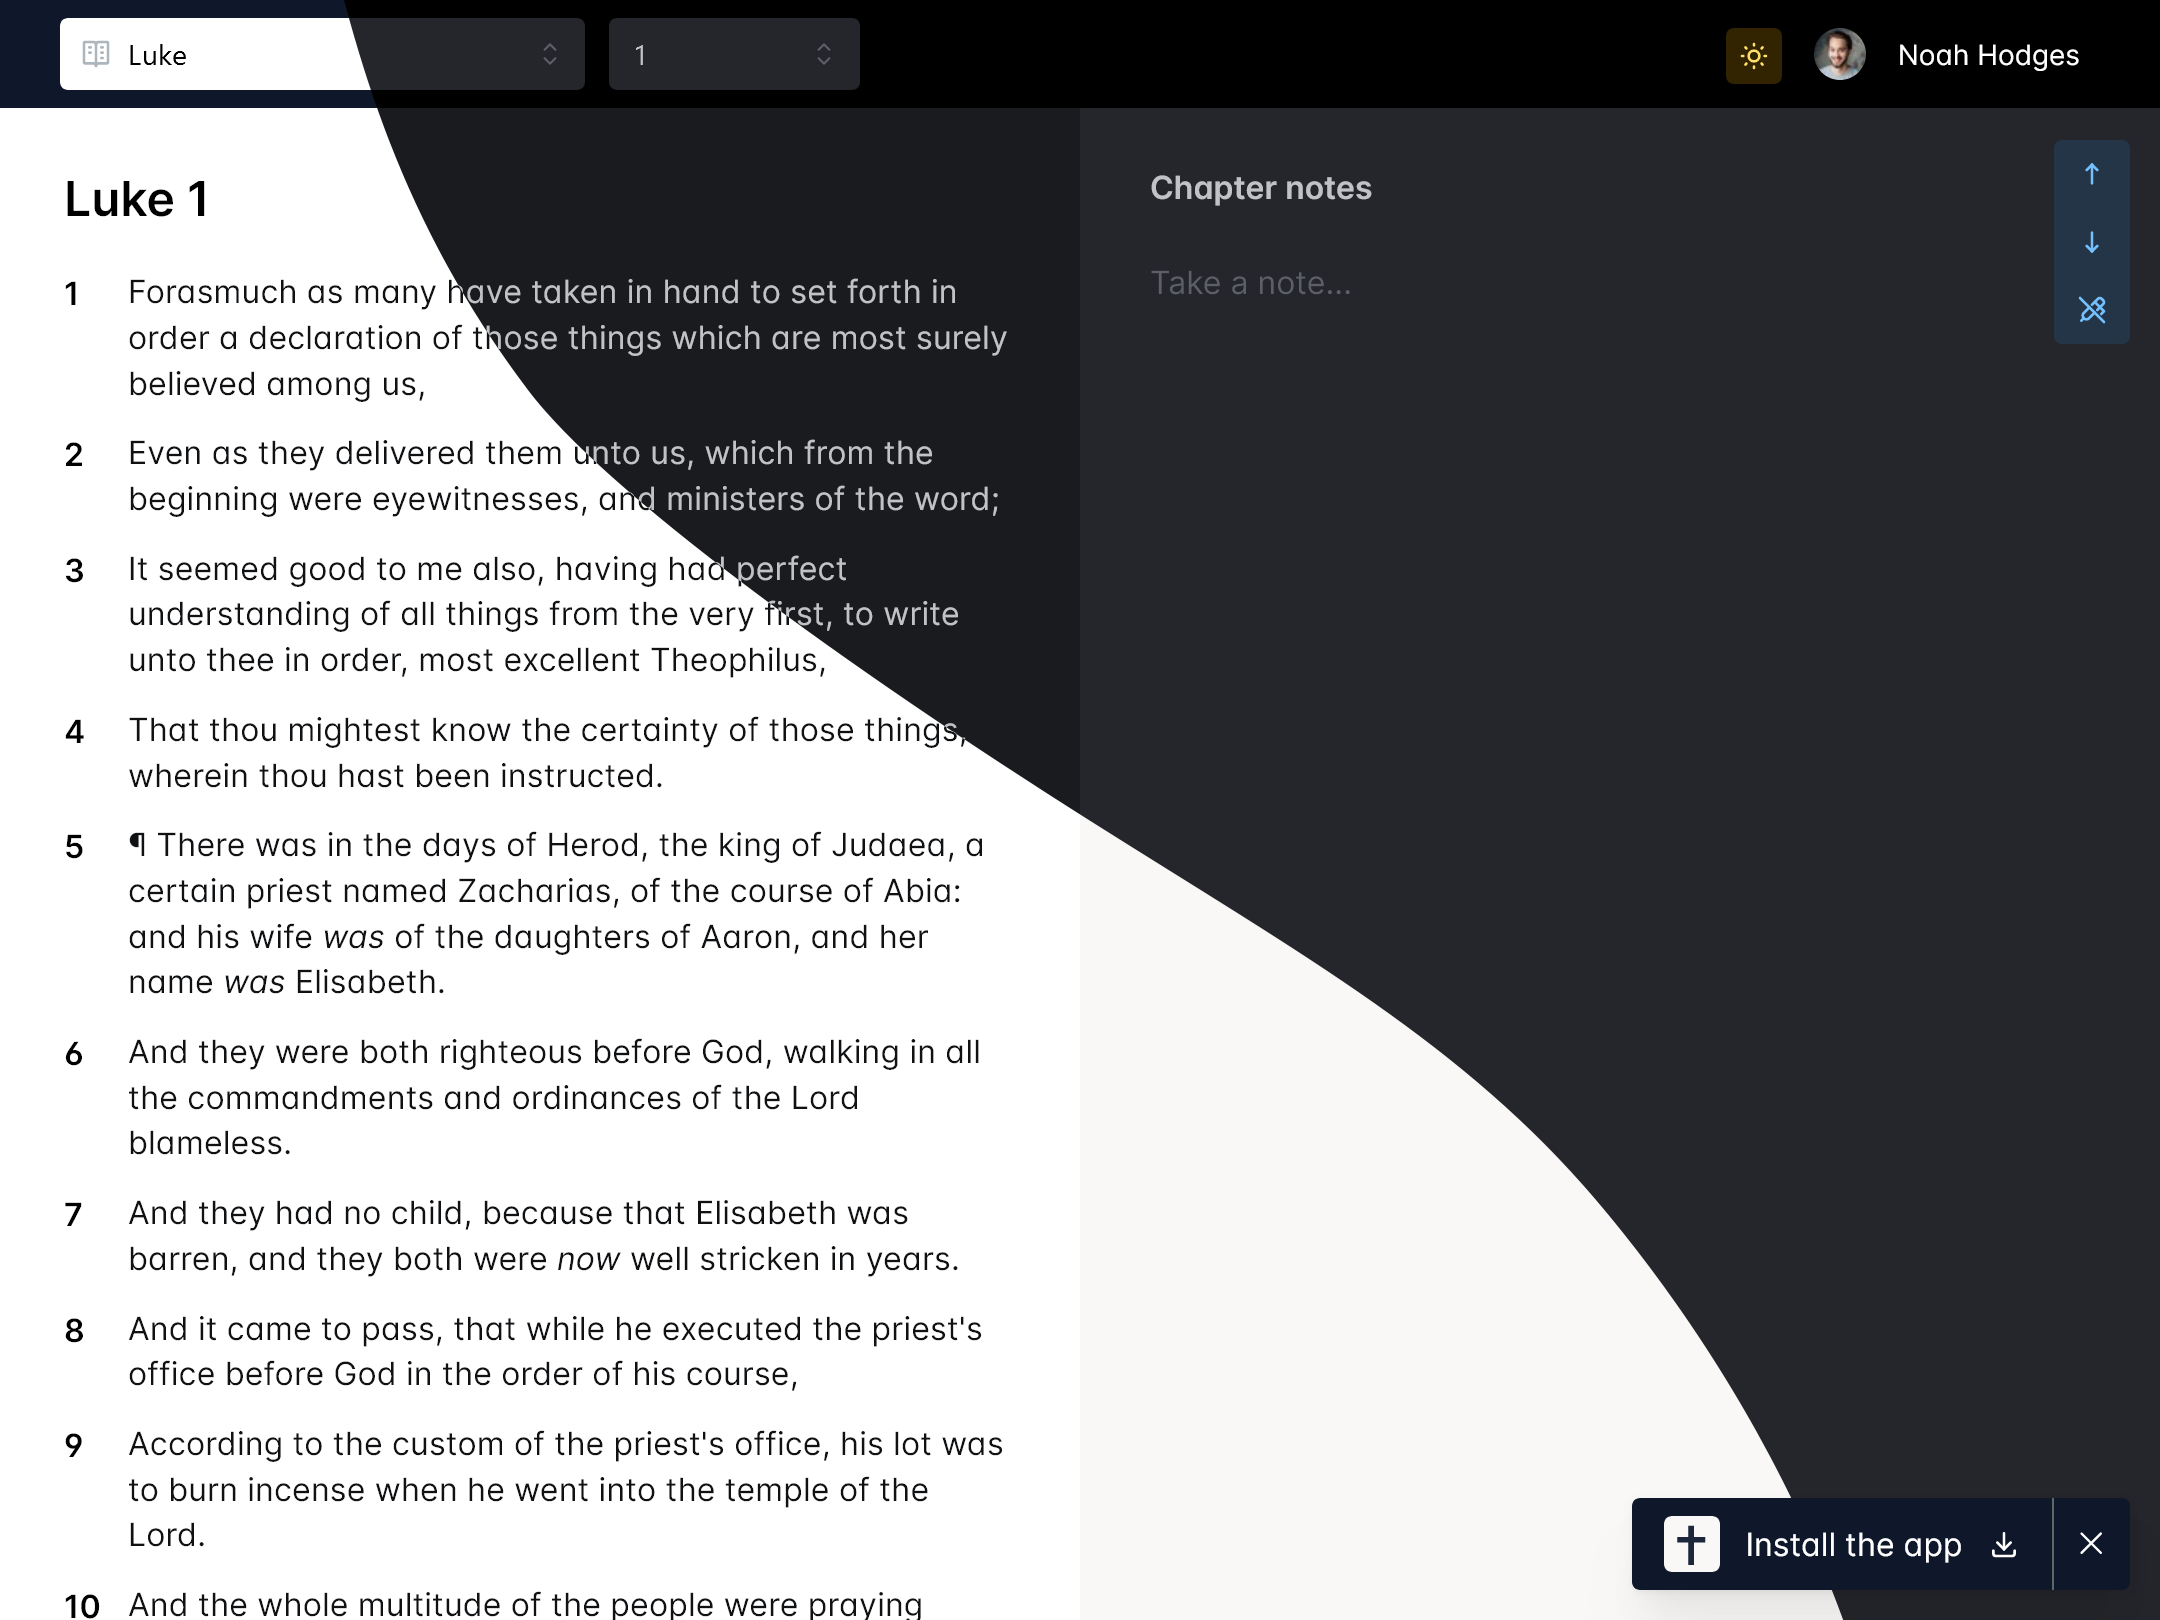 Luke
1
Noah Hodges
Luke 1
1 Forasmuch as many have taken in hand to set forth in
order a declaration of those things which are most surely
believed among us,
2 Even as they delivered them unto us, which from the
beginning were eyewitnesses, and ministers of the word;
3 It seemed good to me also, having had perfect
understanding of all things from the very first, to write
unto thee in order, most excellent Theophilus,
4 That thou mightest know the certainty of those things,
wherein thou hast been instructed.
5 ¶ There was in the days of Herod, the king of Judaea, a
certain priest named Zacharias, of the course of Abia:
and his wife was of the daughters of Aaron, and her
name was Elisabeth.
6 And they were both righteous before God, walking in all
the commandments and ordinances of the Lord
blameless.
7 And they had no child, because that Elisabeth was
barren, and they both were now well stricken in years.
8 And it came to pass, that while he executed the priest's
office before God in the order of his course,
9 According to the custom of the priest's office, his lot was
to burn incense when he went into the temple of the
Lord.
10 And the whole multitude of the people were praying
Chapter notes
Take a note...
Install the app